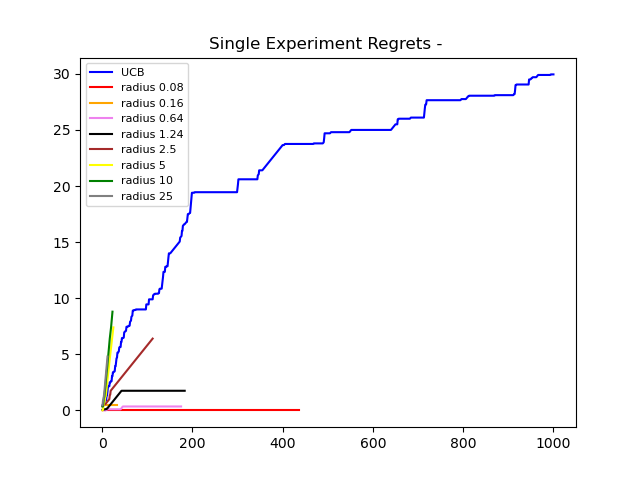 Single Experiment Regrets -
UCB
radius 0.08
radius 0.16
radius 0.64
radius 1.24
radius 2.5
radius 5
radius 10
radius 25
30
25
20
15
10
5
0
0 200 400 600 800 1000